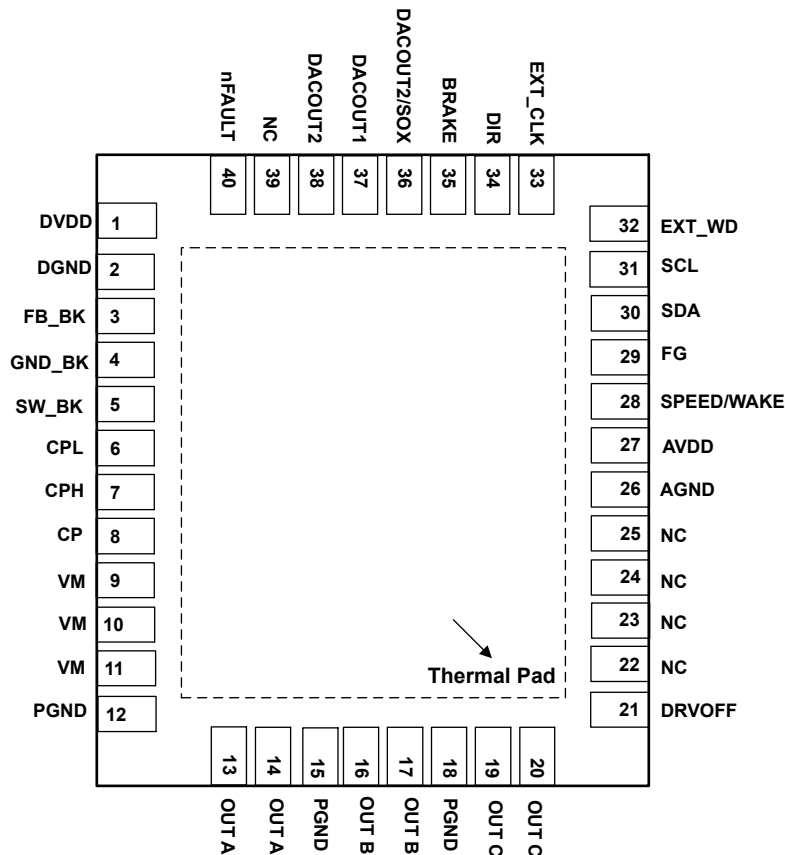 nFAULT
NC
DACOUT2
DACOUT1
DACOUT2/SOX
BRAKE
DIR
EXT_CLK
40
39
38
37
36
35
34
33
DVDD 1
DGND 2
FB_BK 3
GND_BK 4
SW_BK 5
CPL 6
CPH 7
CP 8
VM 9
VM 10
VM 11
PGND 12
32 EXT_WD
31 SCL
30 SDA
29 FG
28 SPEED/WAKE
27 AVDD
26 AGND
25 NC
24 NC
23 NC
22 NC
21 DRVOFF
Thermal Pad
13
14
15
16
17
18
19
20
OUT A
OUT A
PGND
OUT B
OUT B
PGND
OUT C
OUT C